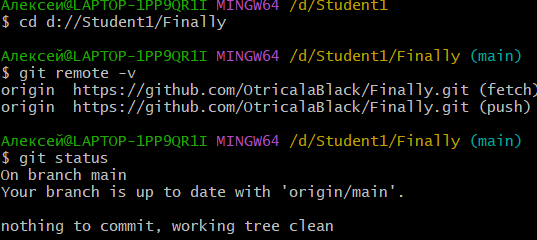 Алексей@LAPTOP-1PP9QR1I MINGW64 /d/Student1
$ cd d://Student1/Finally
Алексей@LAPTOP-1PP9QR1I MINGW64 /d/Student1/Finally (main)
$ git remote -v
origin  https://github.com/OtricalaBlack/Finally.git (fetch)
origin  https://github.com/OtricalaBlack/Finally.git (push)
Алексей@LAPTOP-1PP9QR1I MINGW64 /d/Student1/Finally (main)
$ git status
On branch main
Your branch is up to date with 'origin/main'.
nothing to commit, working tree clean